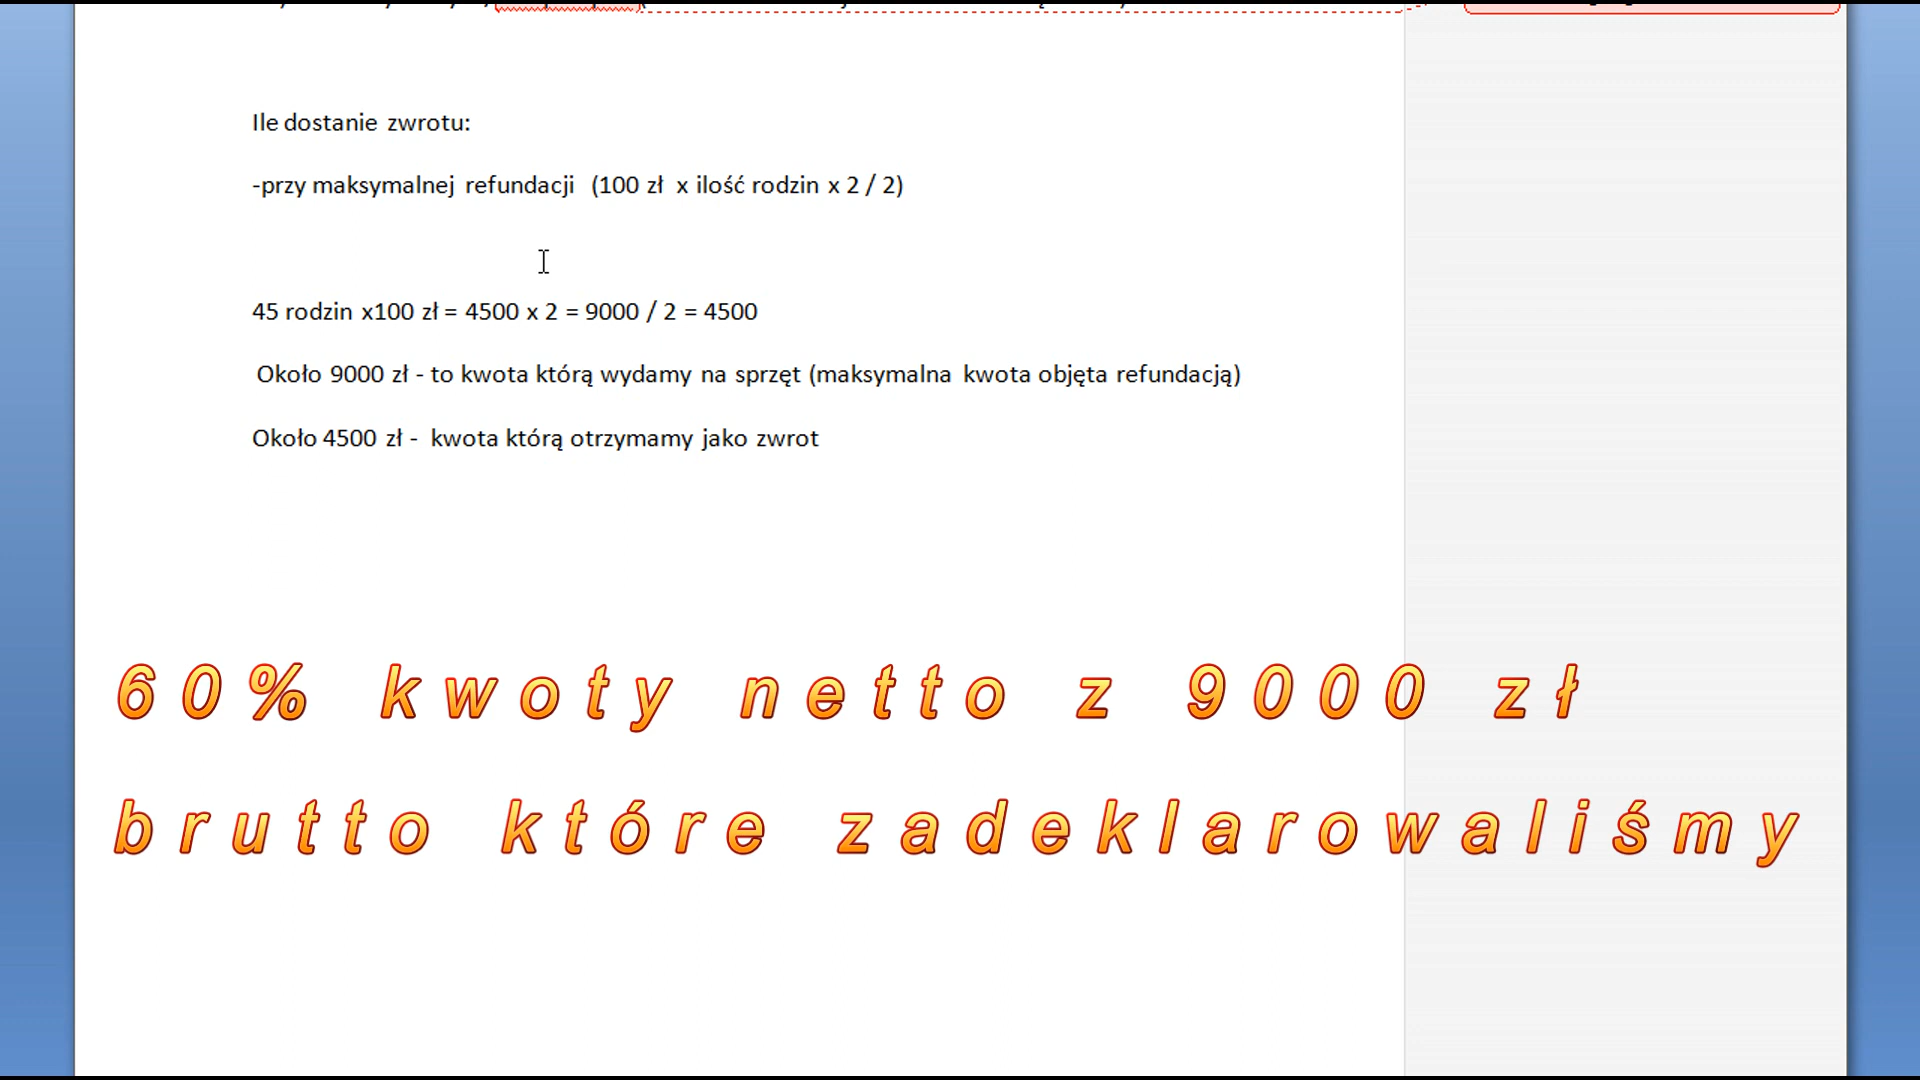 Ile dostanie zwrotu:
-przy maksymalnej refundacji (100 zł x ilość rodzin x 2 / 2)
45 rodzin x100 zł = 4500 x 2 = 9000 / 2 = 4500
Około 9000 zł - to kwota którą wydamy na sprzęt (maksymalna kwota objęta refundacją)
Około 4500 zł - kwota którą otrzymamy jako zwrot
60% kwoty netto z 9000 zł
brutto które zadeklarowaliśmy